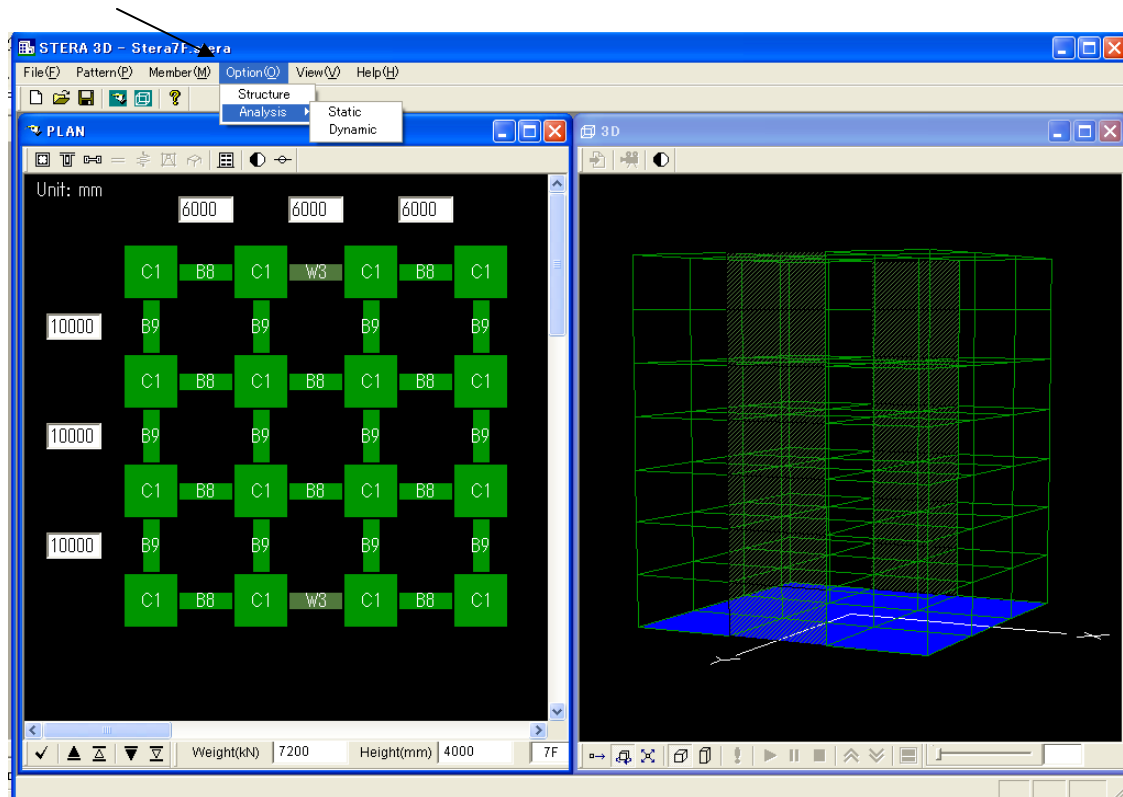 STERA 3D - Stera7F.stera
File(F) Pattern(P) Member(M) Option(O) View(V) Help(H)
Structure
Analysis
Static
Dynamic
PLAN
Unit: mm
6000 6000 6000
C1 B8 C1 W3 C1 B8 C1
10000 B9 B9 B9 B9
C1 B8 C1 B8 C1 B8 C1
10000 B9 B9 B9 B9
C1 B8 C1 B8 C1 B8 C1
10000 B9 B9 B9 B9
C1 B8 C1 W3 C1 B8 C1
Weight(kN) 7200 Height(mm) 4000 7F
3D
Y
X